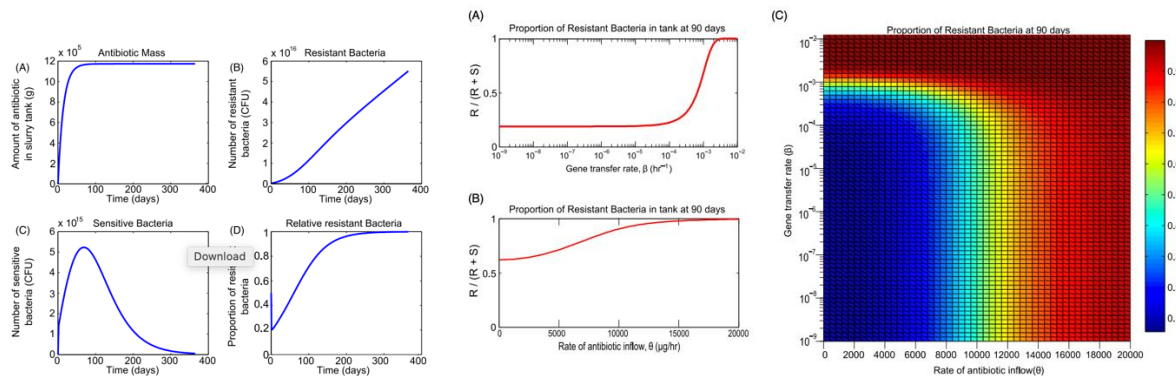 (A)
Antibiotic Mass
x 10⁵
Amount of antibiotic
in slurry tank (g)
12
10
8
6
4
2
0
0 100 200 300 400
Time (days)
(B)
Resistant Bacteria
x 10¹⁶
Number of resistant
bacteria (CFU)
6
5
4
3
2
1
0
0 100 200 300 400
Time (days)
(C)
Sensitive Bacteria
x 10¹⁵
Number of sensitive
bacteria (CFU)
6
5
4
3
2
1
0
0 100 200 300 400
Time (days)
(D)
Relative resistant Bacteria
Proportion of resis
bacteria
1
0.8
0.6
0.4
0.2
0
0 100 200 300 400
Time (days)
Download
(A)
Proportion of Resistant Bacteria in tank at 90 days
R / (R + S)
1
0.5
0
10⁻⁹ 10⁻⁸ 10⁻⁷ 10⁻⁶ 10⁻⁵ 10⁻⁴ 10⁻³ 10⁻²
Gene transfer rate, β (hr⁻¹)
(B)
Proportion of Resistant Bacteria in tank at 90 days
R / (R + S)
1
0.5
0
0 5000 10000 15000 20000
Rate of antibiotic inflow, θ (µg/hr)
(C)
Proportion of Resistant Bacteria at 90 days
Gene transfer rate (β)
10⁻²
10⁻³
10⁻⁴
10⁻⁵
10⁻⁶
10⁻⁷
10⁻⁸
10⁻⁹
0 2000 4000 6000 8000 10000 12000 14000 16000 18000 20000
Rate of antibiotic inflow(θ)